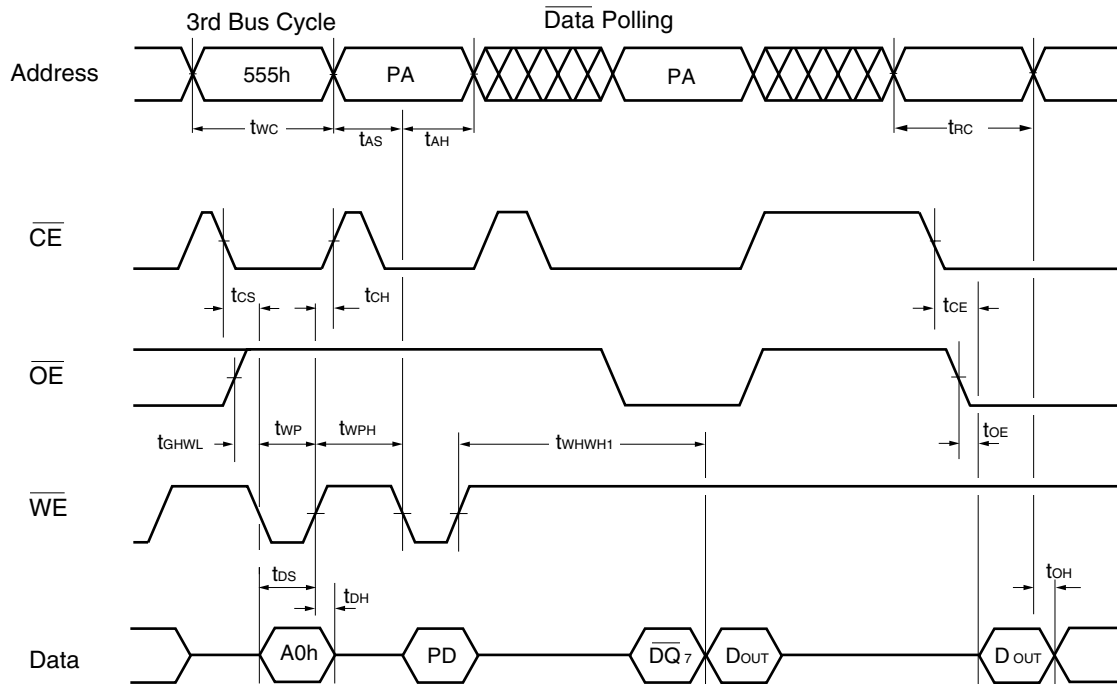 3rd Bus Cycle
Data Polling
Address
555h
PA
PA
tWC
tAS
tAH
tRC
CE
tCS
tCH
tCE
OE
tGHWL
tWP
tWPH
tWHWH1
tOE
WE
tDS
tDH
tOH
Data
A0h
PD
DQ7
DOUT
DOUT